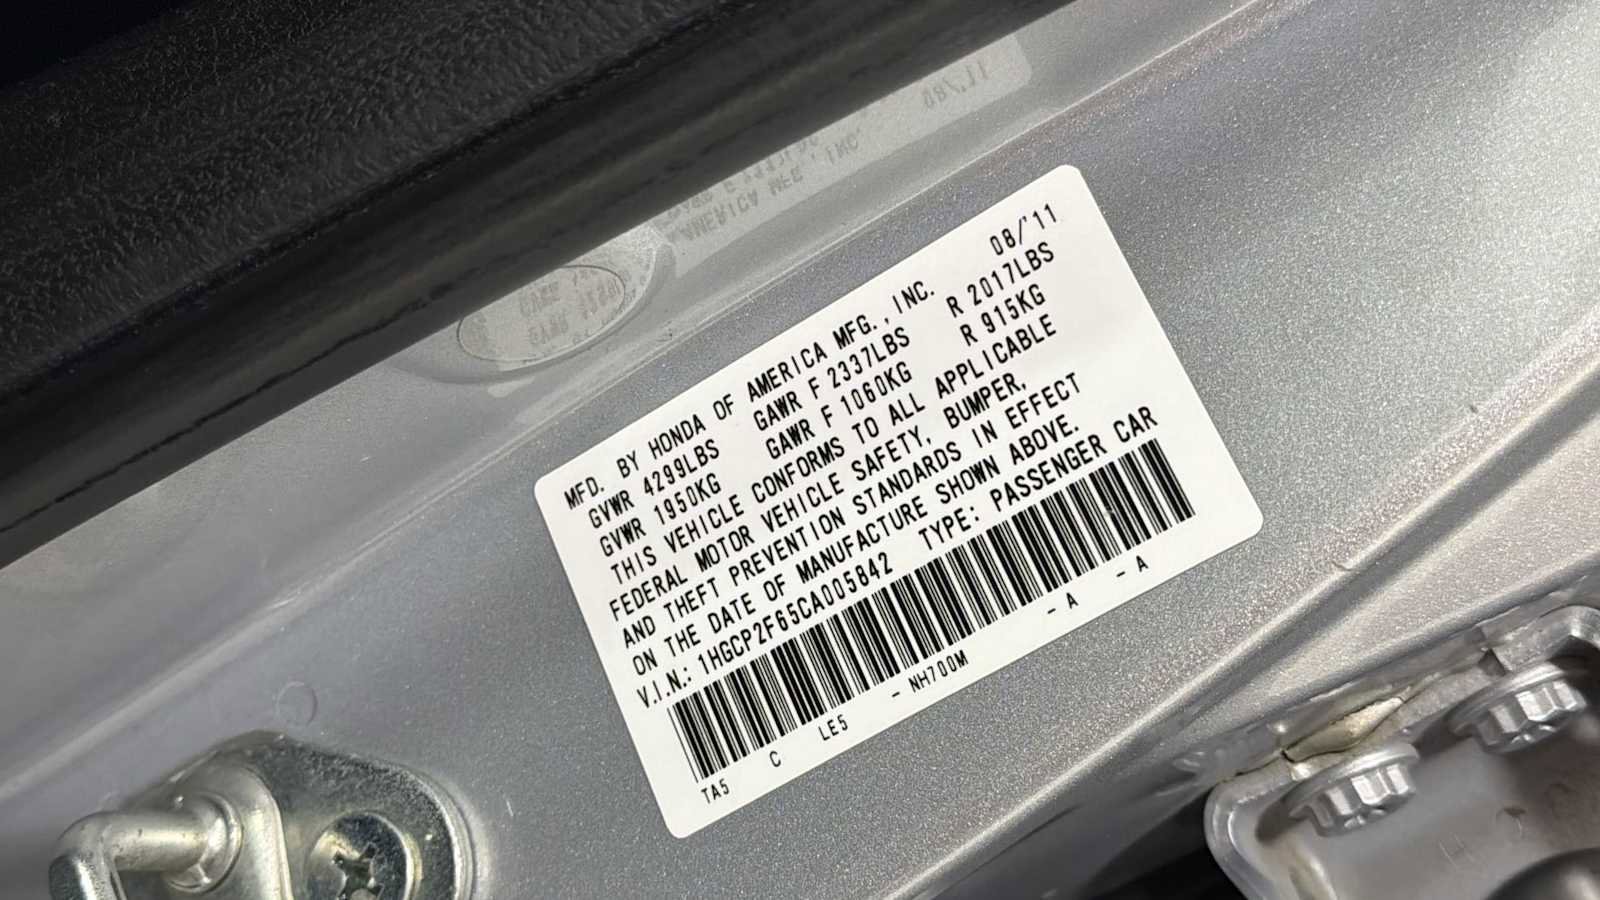 MFD. BY HONDA OF AMERICA MFG., INC. 08/'11
GVWR 4299LBS GAWR F 2337LBS R 2017LBS
GVWR 1950KG GAWR F 1060KG R 915KG
THIS VEHICLE CONFORMS TO ALL APPLICABLE
FEDERAL MOTOR VEHICLE SAFETY, BUMPER,
AND THEFT PREVENTION STANDARDS IN EFFECT
ON THE DATE OF MANUFACTURE SHOWN ABOVE.
V.I.N.: 1HGCP2F65CA005842 TYPE: PASSENGER CAR
TA5 C LE5 - NH700M - A - A